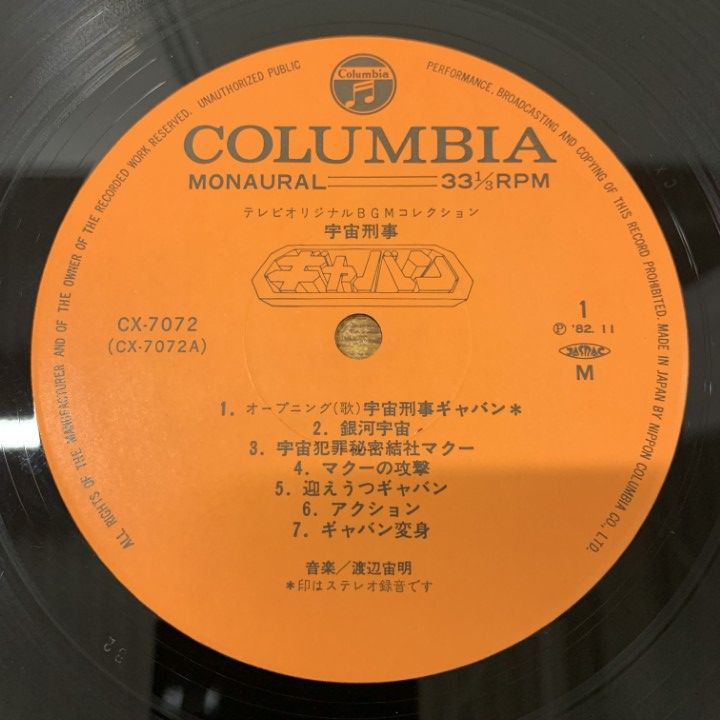 Columbia
COLUMBIA
MONAURAL 33⅓RPM
テレビオリジナルBGMコレクション
宇宙刑事
ギャバン
CX-7072
(CX-7072A)
1
Ⓟ '82. 11
JASRAC
M
1. オープニング(歌)宇宙刑事ギャバン*
2. 銀河宇宙
3. 宇宙犯罪秘密結社マクー
4. マクーの攻撃
5. 迎えうつギャバン
6. アクション
7. ギャバン変身
音楽/渡辺宙明
*印はステレオ録音です
ALL RIGHTS OF THE MANUFACTURER AND OF THE OWNER OF THE RECORDED WORK RESERVED. UNAUTHORIZED PUBLIC PERFORMANCE, BROADCASTING AND COPYING OF THIS RECORD PROHIBITED. MADE IN JAPAN BY NIPPON COLUMBIA CO., LTD.